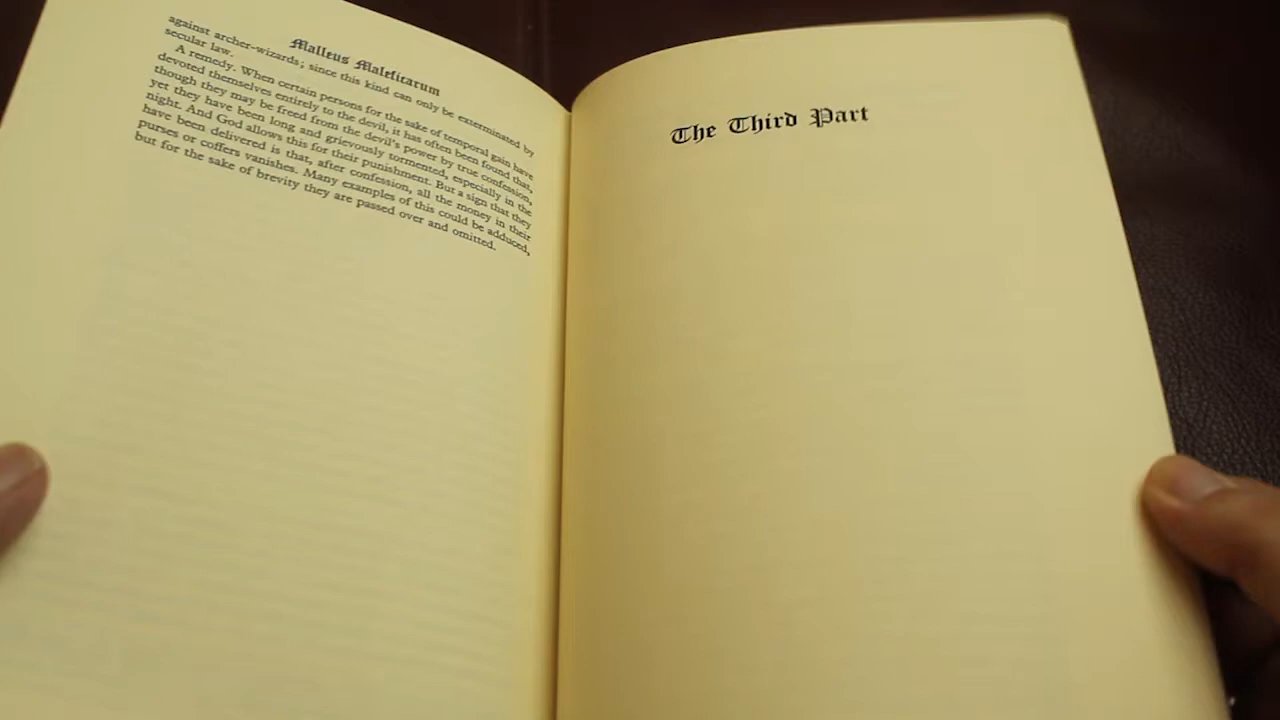 Malleus Maleficarum
against archer-wizards; since this kind can only be exterminated by
secular law.
A remedy. When certain persons for the sake of temporal gain have
devoted themselves entirely to the devil, it has often been found that,
though they may be freed from the devil's power by true confession,
yet they have been long and grievously tormented, especially in the
night. And God allows this for their punishment. But a sign that they
have been delivered is that, after confession, all the money in their
purses or coffers vanishes. Many examples of this could be adduced,
but for the sake of brevity they are passed over and omitted.
The Third Part